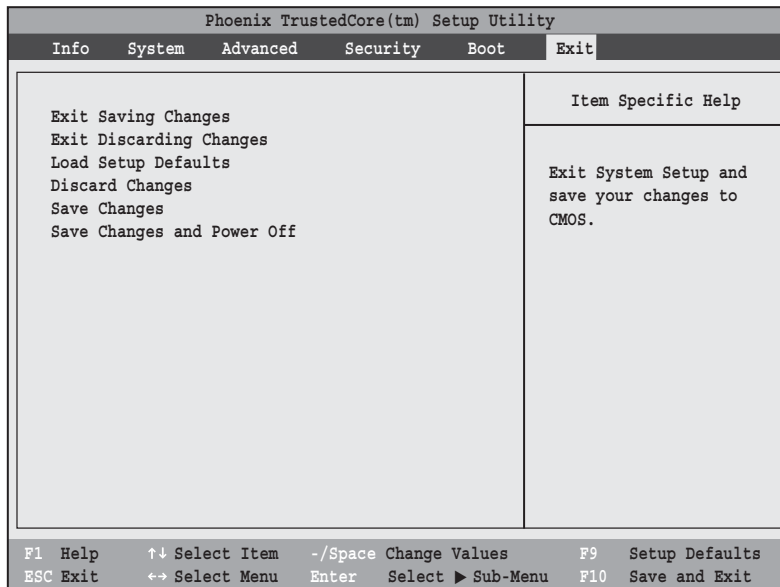 Phoenix TrustedCore(tm) Setup Utility
Info System Advanced Security Boot Exit
Exit Saving Changes
Exit Discarding Changes
Load Setup Defaults
Discard Changes
Save Changes
Save Changes and Power Off
Item Specific Help
Exit System Setup and
save your changes to
CMOS.
F1 Help ↑↓ Select Item -/Space Change Values F9 Setup Defaults
ESC Exit ←→ Select Menu Enter Select ▶ Sub-Menu F10 Save and Exit